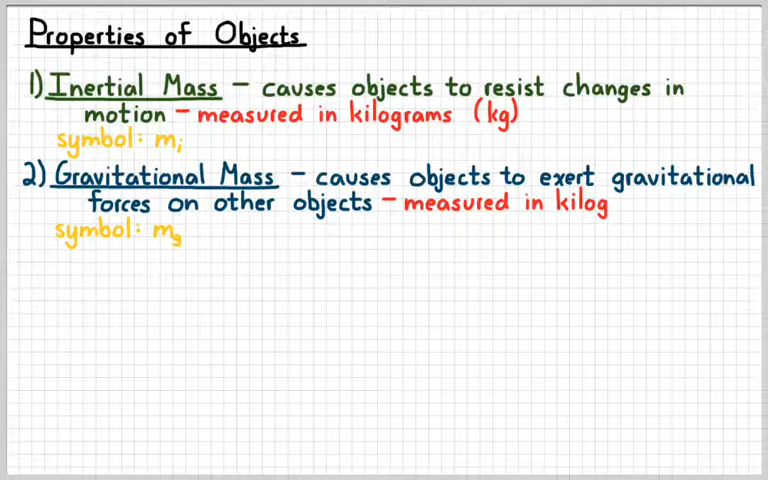 Properties of Objects
1) Inertial Mass – causes objects to resist changes in
motion – measured in kilograms (kg)
symbol: mi
2) Gravitational Mass – causes objects to exert gravitational
forces on other objects – measured in kilog
symbol: mg